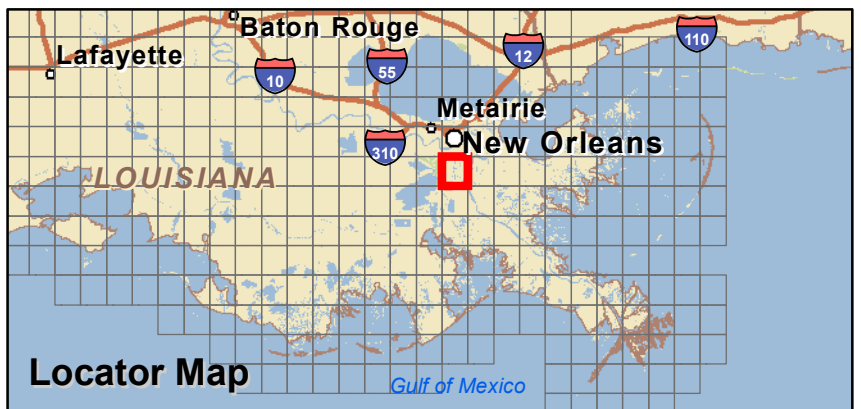 Baton Rouge
Lafayette
10
55
12
110
Metairie
310
New Orleans
LOUISIANA
Locator Map
Gulf of Mexico